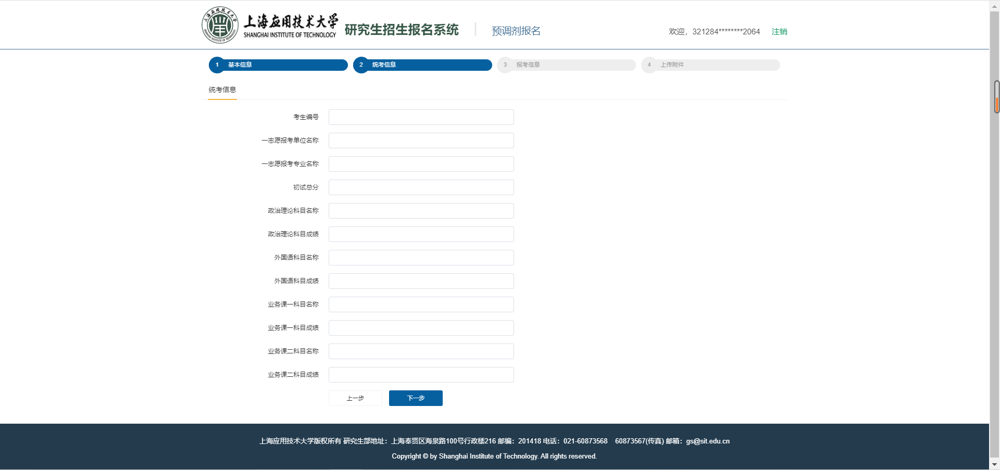 上海应用技术大学
SHANGHAI INSTITUTE OF TECHNOLOGY
研究生招生报名系统
预调剂报名
欢迎，321284********2064 注销
1 基本信息 2 统考信息 3 报考信息 4 上传附件
统考信息
考生编号
一志愿报考单位名称
一志愿报考专业名称
初试总分
政治理论科目名称
政治理论科目成绩
外国语科目名称
外国语科目成绩
业务课一科目名称
业务课一科目成绩
业务课二科目名称
业务课二科目成绩
上一步 下一步
上海应用技术大学版权所有 研究生部地址：上海奉贤区海泉路100号行政楼216 邮编：201418 电话：021-60873568 60873567(传真) 邮箱：gs@sit.edu.cn
Copyright © by Shanghai Institute of Technology. All rights reserved.